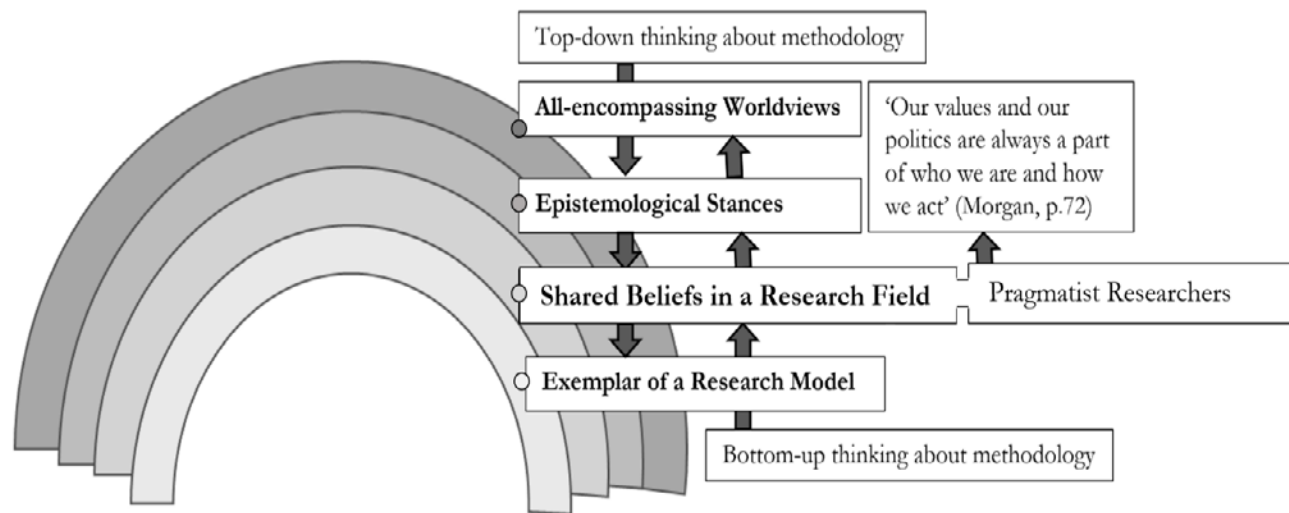 Top-down thinking about methodology
All-encompassing Worldviews
‘Our values and our
politics are always a part
of who we are and how
we act’ (Morgan, p.72)
Epistemological Stances
Shared Beliefs in a Research Field
Pragmatist Researchers
Exemplar of a Research Model
Bottom-up thinking about methodology